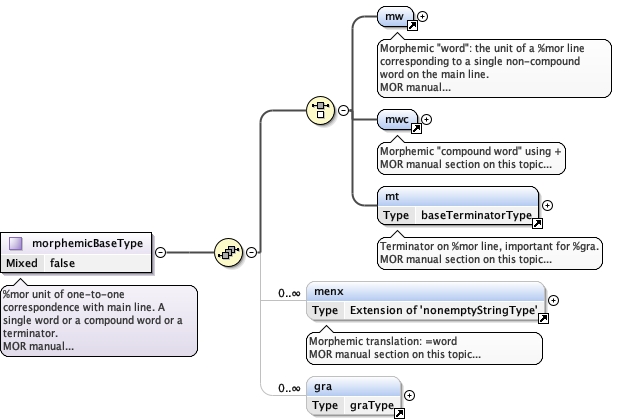 mw
Morphemic "word": the unit of a %mor line
corresponding to a single non-compound
word on the main line.
MOR manual...
mwc
Morphemic "compound word" using +
MOR manual section on this topic...
mt
Type baseTerminatorType
Terminator on %mor line, important for %gra.
MOR manual section on this topic...
morphemicBaseType
Mixed false
%mor unit of one-to-one
correspondence with main line. A
single word or a compound word or a
terminator.
MOR manual...
0..∞
menx
Type Extension of 'nonemptyStringType'
Morphemic translation: =word
MOR manual section on this topic...
0..∞
gra
Type graType